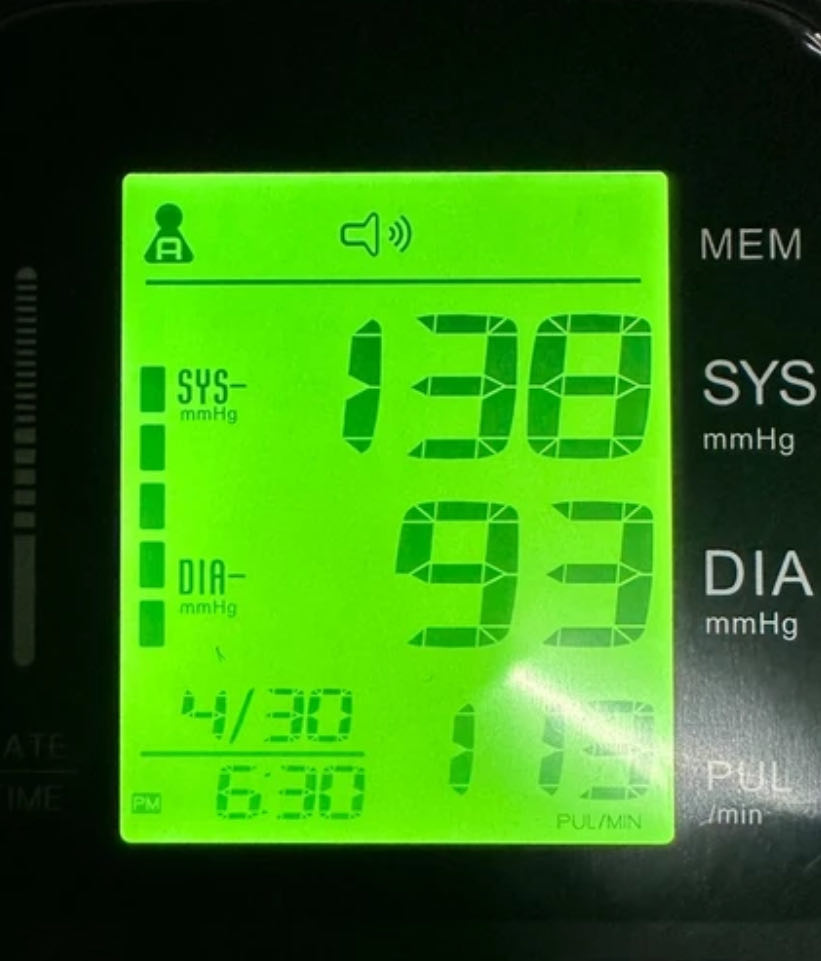 A
MEM
138
SYS-
mmHg
SYS
mmHg
93
DIA-
mmHg
DIA
mmHg
4/30
PM 6:30
113
PUL/MIN
PUL
/min